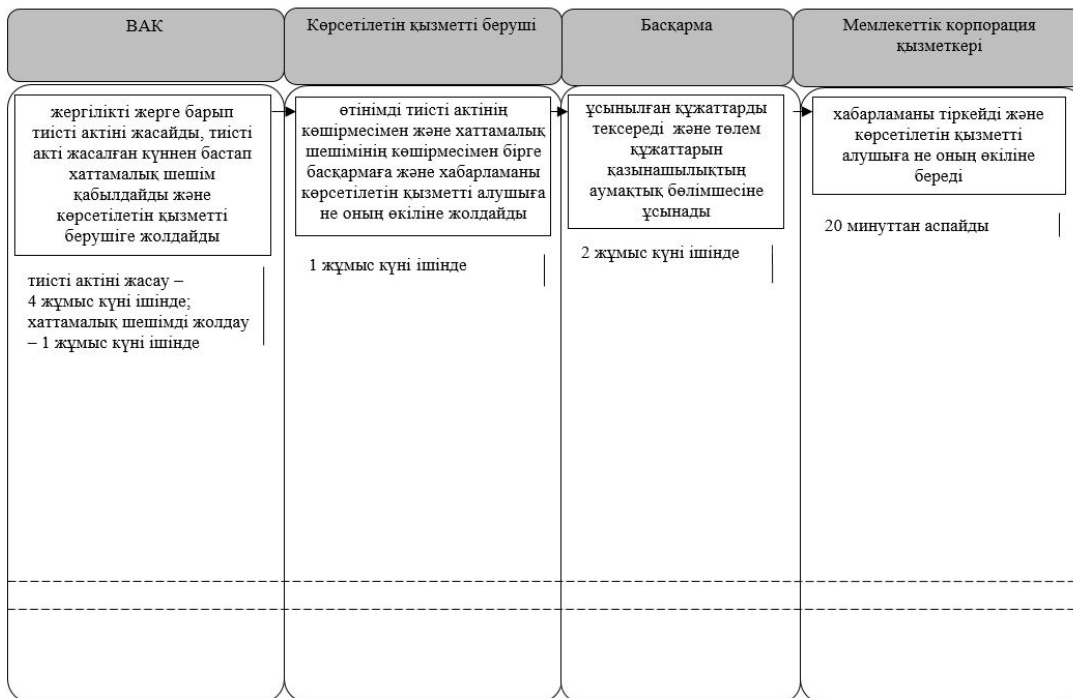 ВАК
Көрсетілетін қызметті беруші
Басқарма
Мемлекеттік корпорация
қызметкері
жергілікті жерге барып
тиісті актіні жасайды, тиісті
акті жасалған күннен бастап
хаттамалық шешім
қабылдайды және
көрсетілетін қызметті
берушіге жолдайды
тиісті актіні жасау –
4 жұмыс күні ішінде;
хаттамалық шешімді жолдау
– 1 жұмыс күні ішінде
өтінімді тиісті актінің
көшірмесімен және хаттамалық
шешімінің көшірмесімен бірге
басқармаға және хабарламаны
көрсетілетін қызметті алушыға
не оның өкіліне жолдайды
1 жұмыс күні ішінде
ұсынылған құжаттарды
тексереді және төлем
құжаттарын
қазынашылықтың
аумақтық бөлімшесіне
ұсынады
2 жұмыс күні ішінде
хабарламаны тіркейді және
көрсетілетін қызметті
алушыға не оның өкіліне
береді
20 минуттан аспайды